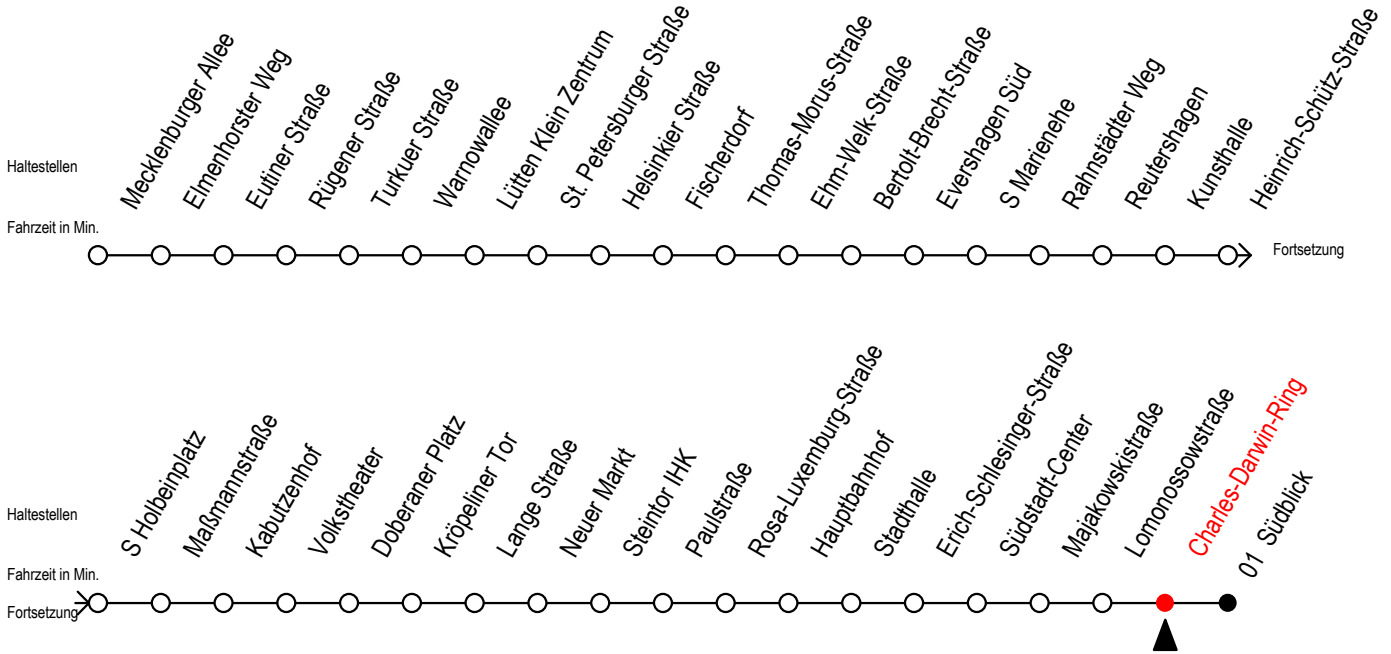 Haltestellen
Mecklenburger Allee
Elmenhorster Weg
Eutiner Straße
Rügener Straße
Turkuer Straße
Warnowallee
Lütten Klein Zentrum
St. Petersburger Straße
Helsinkier Straße
Fischerdorf
Thomas-Morus-Straße
Ehm-Welk-Straße
Bertolt-Brecht-Straße
Evershagen Süd
S Marienehe
Rahnstädter Weg
Reutershagen
Kunsthalle
Heinrich-Schütz-Straße
Fahrzeit in Min.
Fortsetzung
Haltestellen
S Holbeinplatz
Maßmannstraße
Kabutzenhof
Volkstheater
Doberaner Platz
Kröpeliner Tor
Lange Straße
Neuer Markt
Steintor IHK
Paulstraße
Rosa-Luxemburg-Straße
Hauptbahnhof
Stadthalle
Erich-Schlesinger-Straße
Südstadt-Center
Majakowskistraße
Lomonossowstraße
Charles-Darwin-Ring
01 Südblick
Fahrzeit in Min.
Fortsetzung